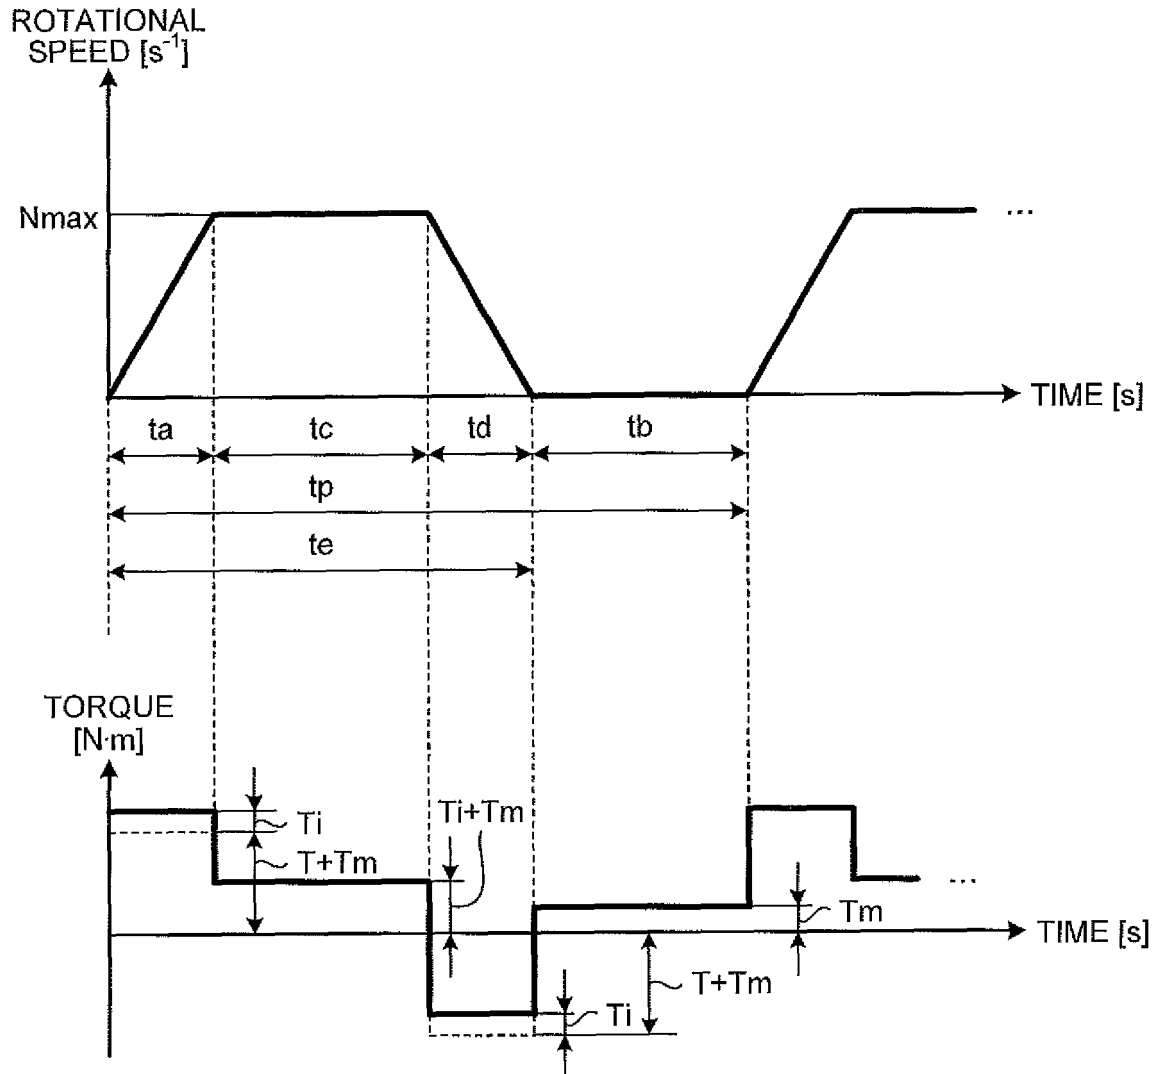 ROTATIONAL
SPEED [s⁻¹]
Nmax
...
TIME [s]
ta
tc
td
tb
tp
te
TORQUE
[N·m]
Ti
Ti+Tm
T+Tm
...
Tm
TIME [s]
T+Tm
Ti